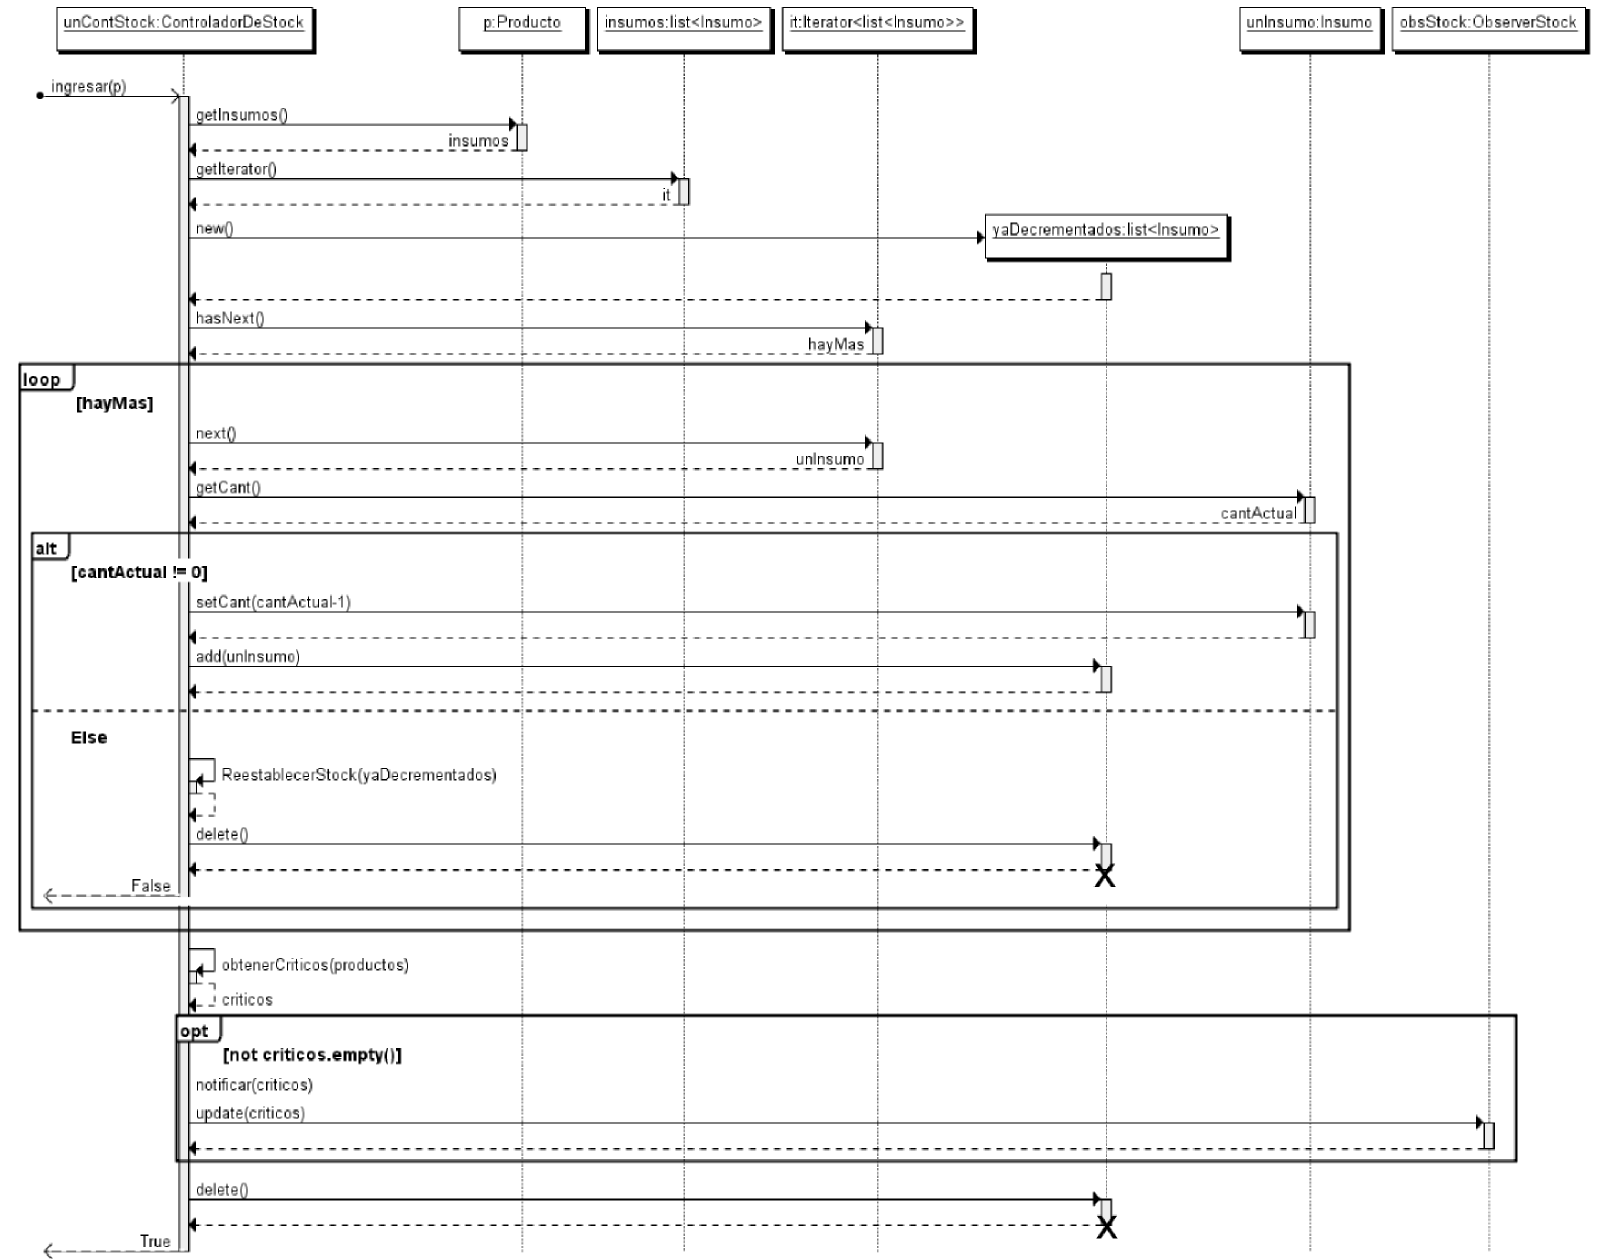 unContStock:ControladorDeStock
p:Producto
insumos:list<Insumo>
it:Iterator<list<Insumo>>
unInsumo:Insumo
obsStock:ObserverStock
ingresar(p)
getInsumos()
insumos
getIterator()
it
new()
yaDecrementados:list<Insumo>
hasNext()
hayMas
loop
[hayMas]
next()
unInsumo
getCant()
cantActual
alt
[cantActual != 0]
setCant(cantActual-1)
add(unInsumo)
Else
ReestablecerStock(yaDecrementados)
delete()
False
obtenerCriticos(productos)
criticos
opt
[not criticos.empty()]
notificar(criticos)
update(criticos)
delete()
True